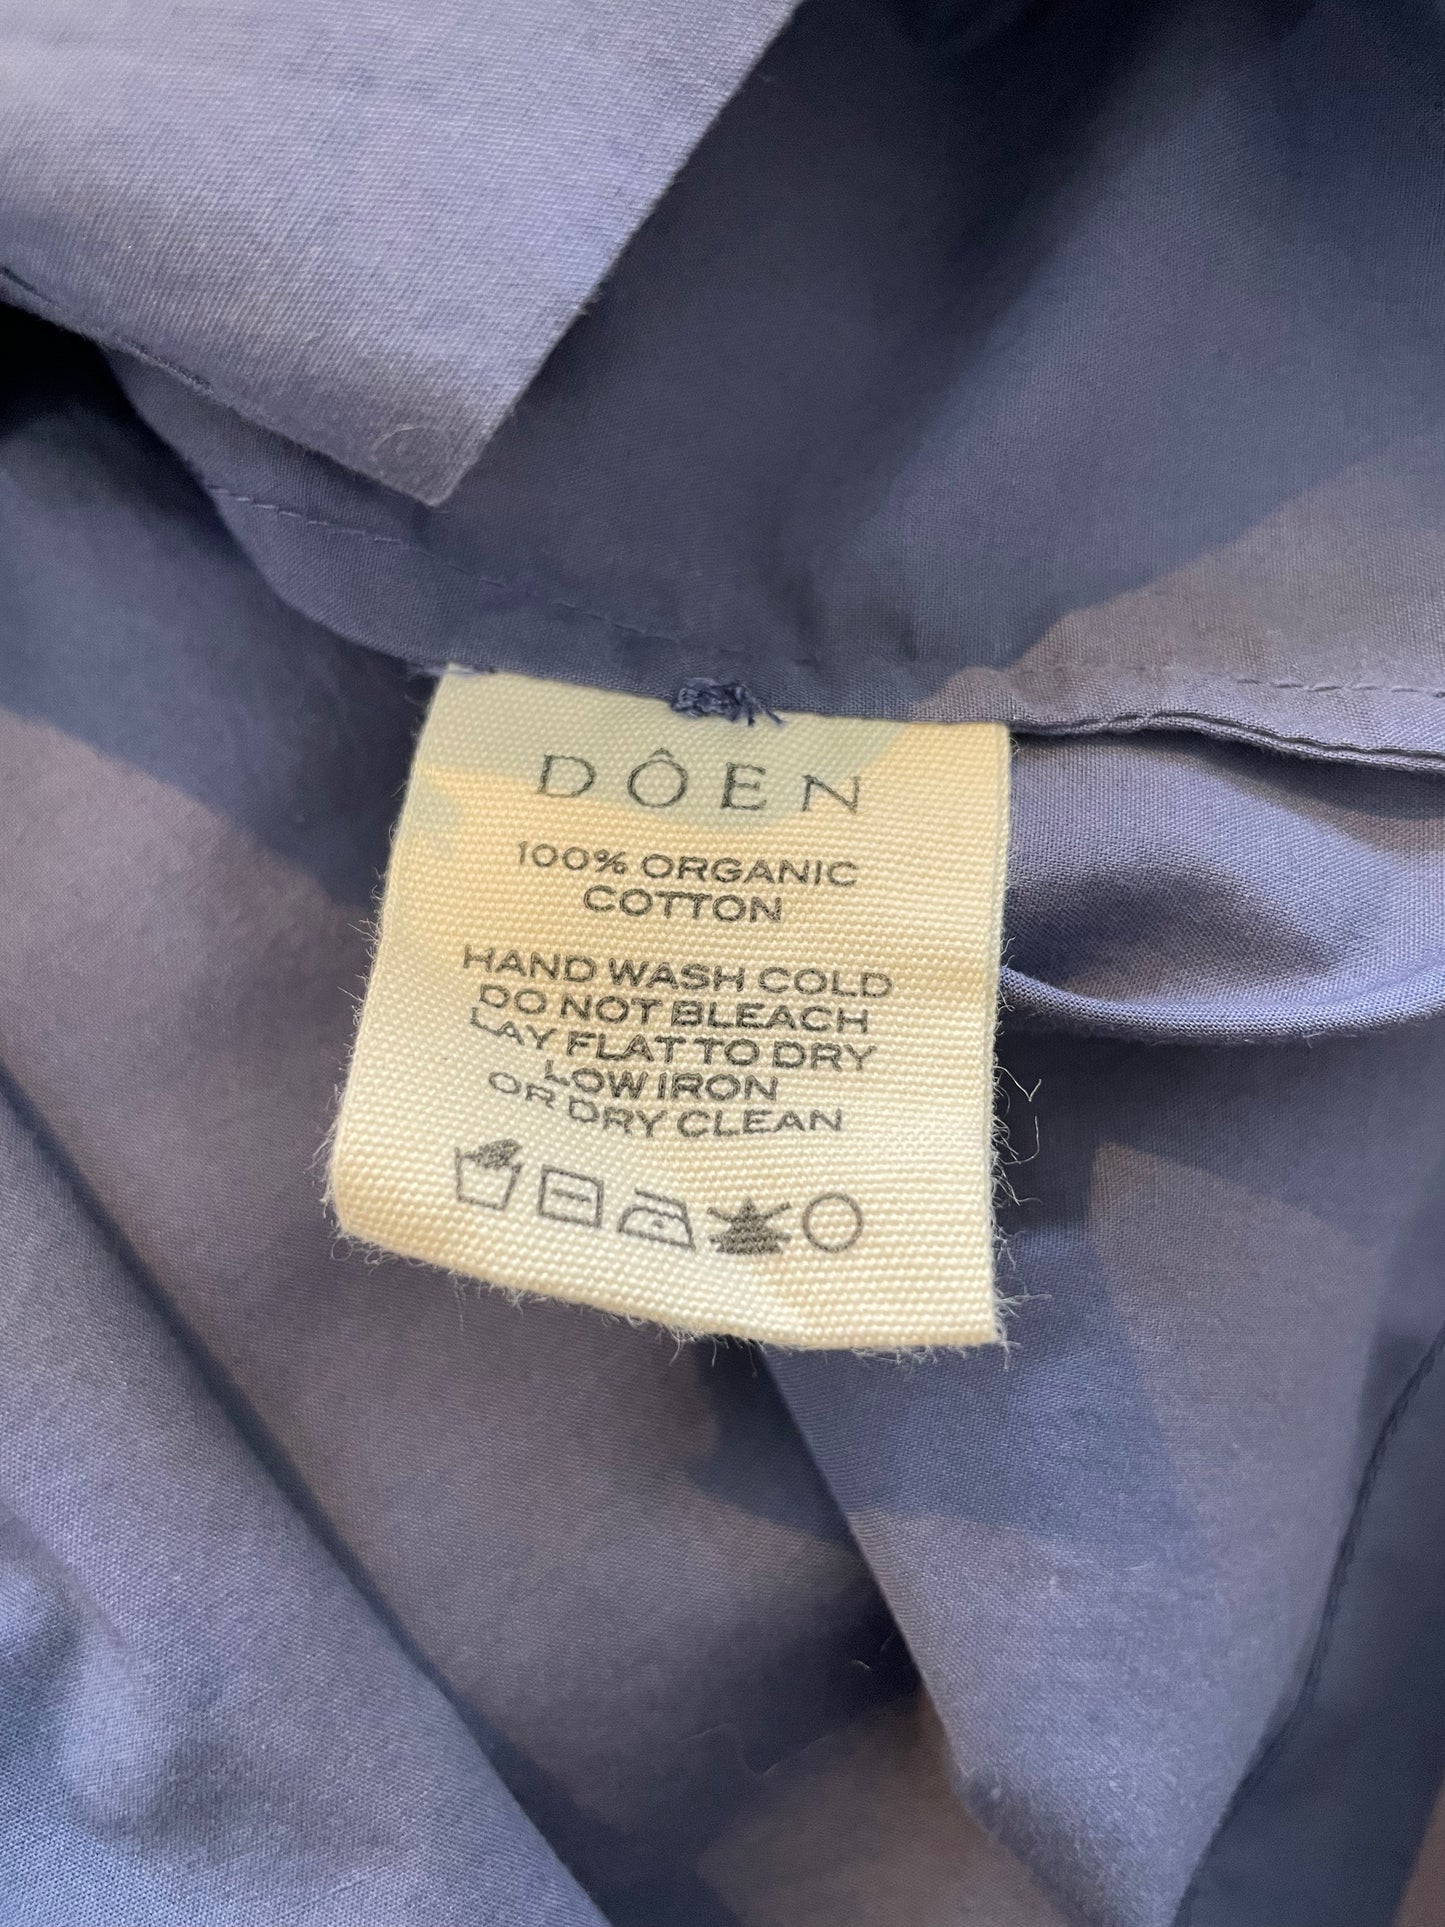 DÔEN
100% ORGANIC
COTTON
HAND WASH COLD
DO NOT BLEACH
LAY FLAT TO DRY
LOW IRON
OR DRY CLEAN